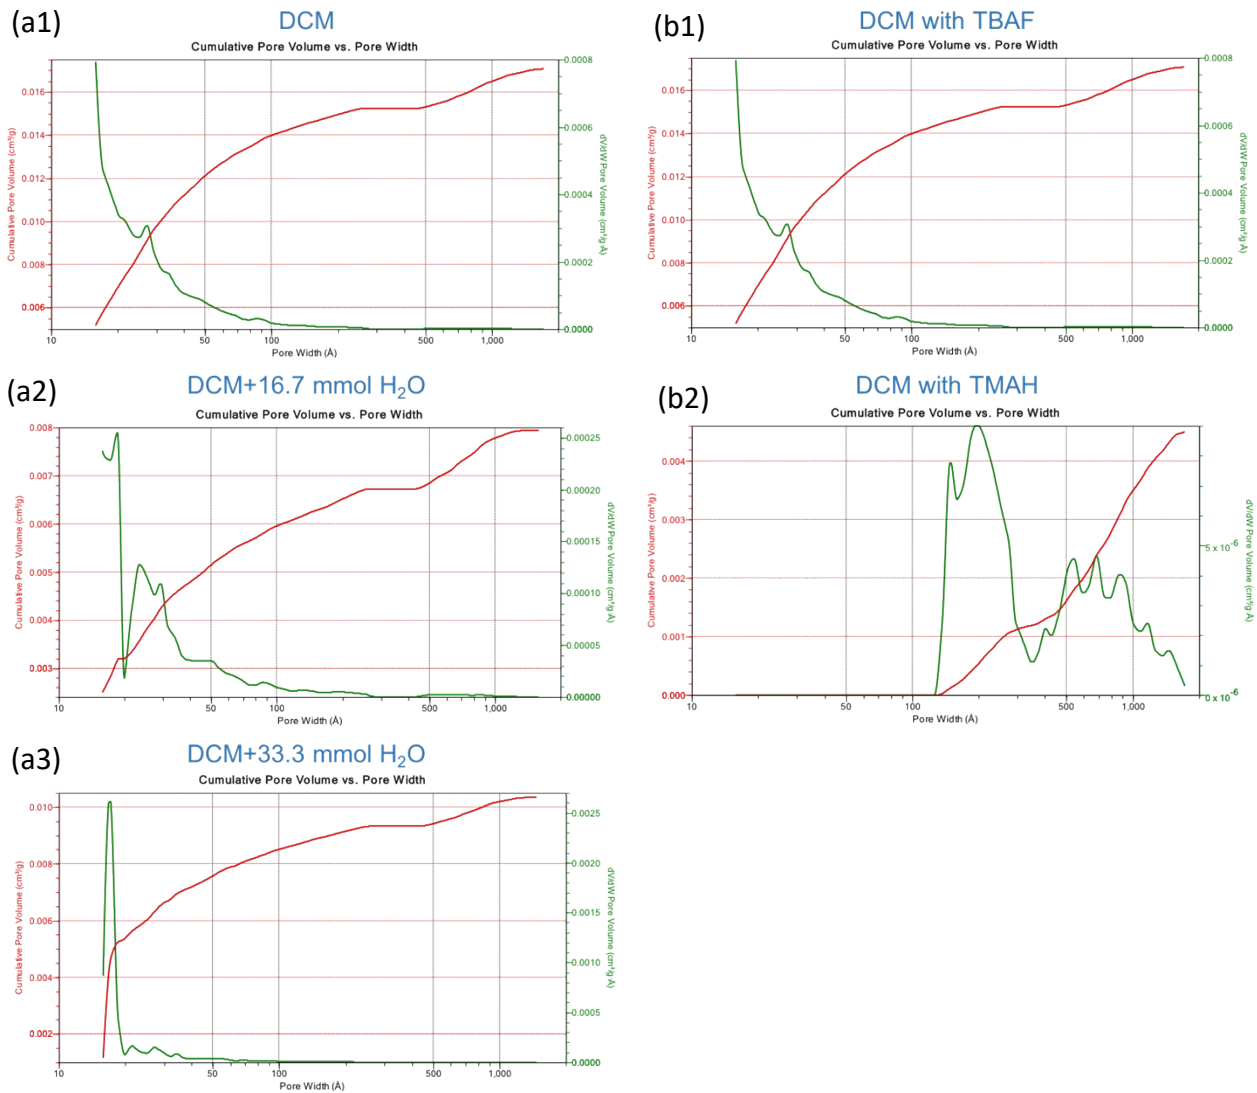 (a1)
DCM
Cumulative Pore Volume vs. Pore Width
Cumulative Pore Volume (cm³/g)
0.016
0.014
0.012
0.010
0.008
0.006
0.0008
0.0006
0.0004
0.0002
0.0000
dV/dW Pore Volume (cm³/g·Å)
10
50
100
500
1,000
Pore Width (Å)
(b1)
DCM with TBAF
Cumulative Pore Volume vs. Pore Width
Cumulative Pore Volume (cm³/g)
0.016
0.014
0.012
0.010
0.008
0.006
0.0008
0.0006
0.0004
0.0002
0.0000
dV/dW Pore Volume (cm³/g·Å)
10
50
100
500
1,000
Pore Width (Å)
(a2)
DCM+16.7 mmol H₂O
Cumulative Pore Volume vs. Pore Width
Cumulative Pore Volume (cm³/g)
0.008
0.007
0.006
0.005
0.004
0.003
0.00025
0.00020
0.00015
0.00010
0.00005
0.00000
dV/dW Pore Volume (cm³/g·Å)
10
50
100
500
1,000
Pore Width (Å)
(b2)
DCM with TMAH
Cumulative Pore Volume vs. Pore Width
Cumulative Pore Volume (cm³/g)
0.004
0.003
0.002
0.001
0.000
5 x 10⁻⁶
0 x 10⁻⁶
dV/dW Pore Volume (cm³/g·Å)
10
50
100
500
1,000
Pore Width (Å)
(a3)
DCM+33.3 mmol H₂O
Cumulative Pore Volume vs. Pore Width
Cumulative Pore Volume (cm³/g)
0.010
0.008
0.006
0.004
0.002
0.0025
0.0020
0.0015
0.0010
0.0005
0.0000
dV/dW Pore Volume (cm³/g·Å)
10
50
100
500
1,000
Pore Width (Å)